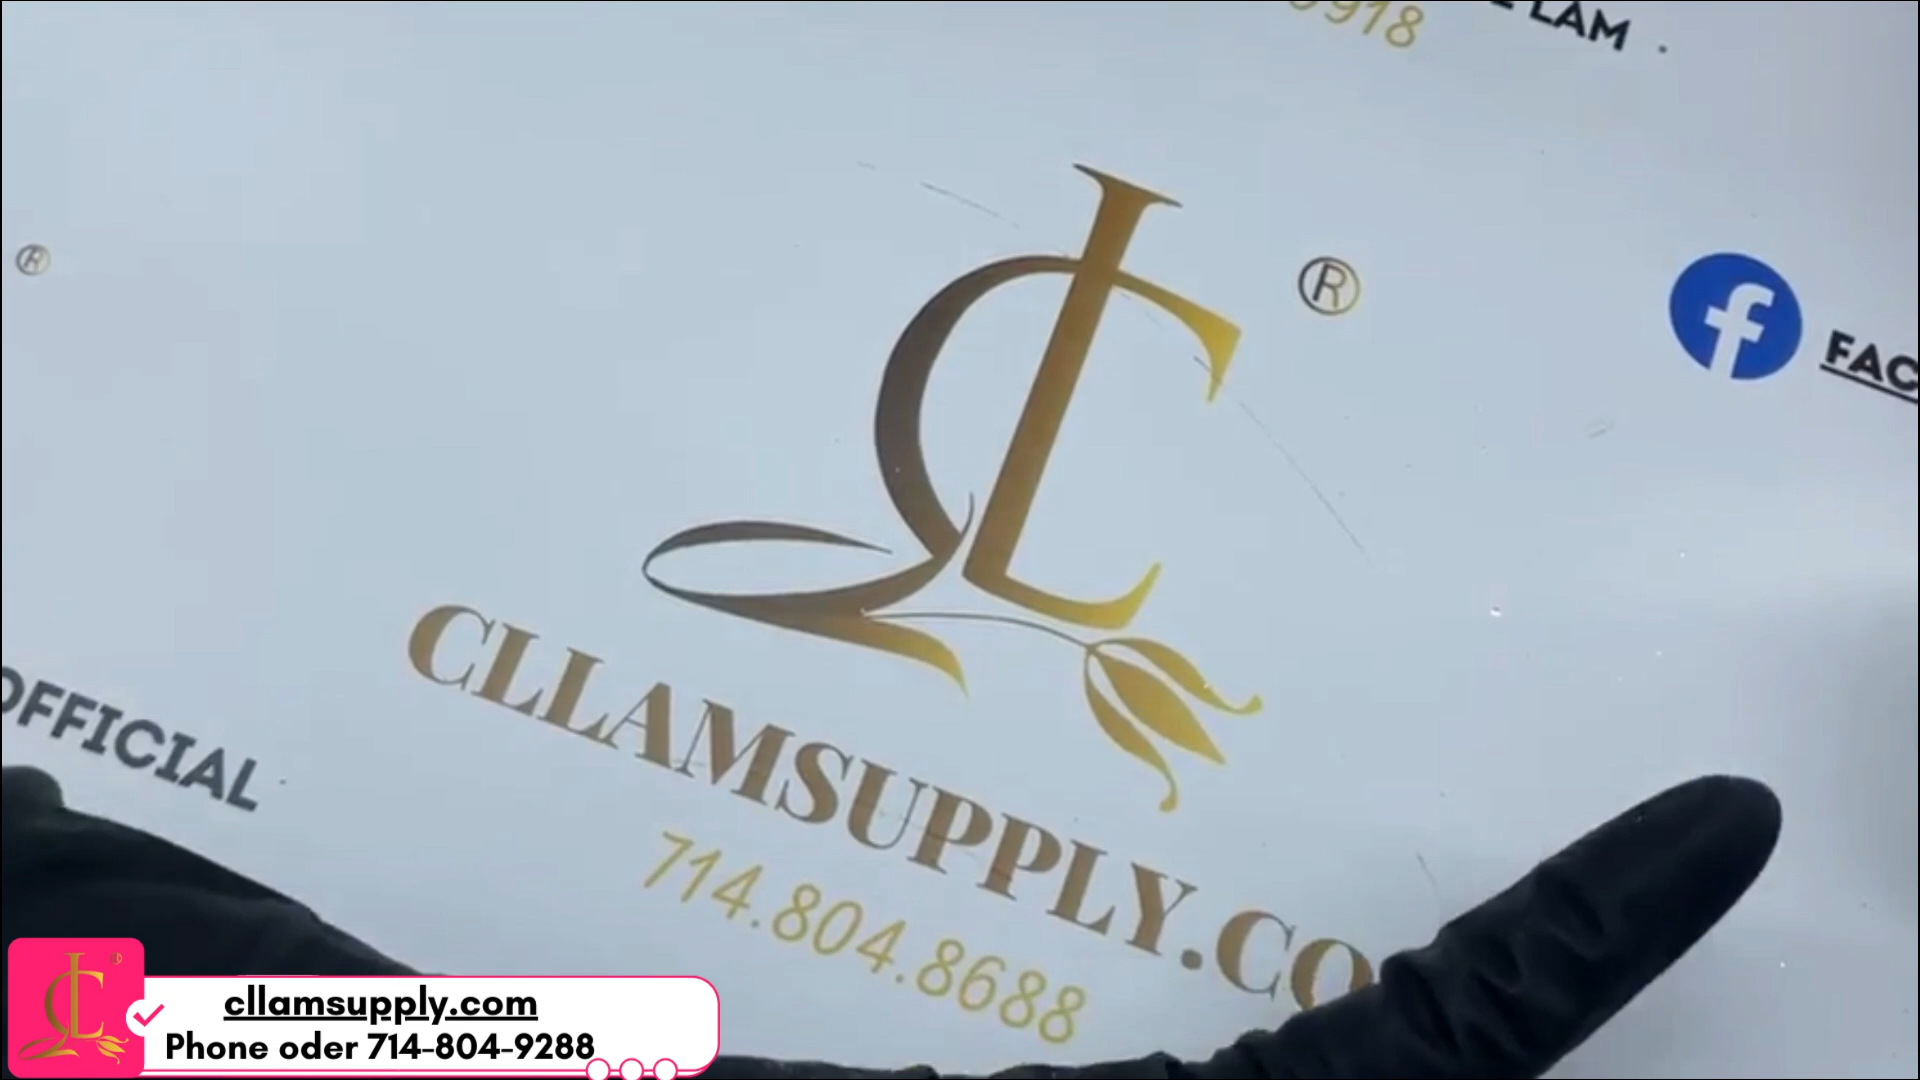 LAM
918
®
®
FAC
CLLAMSUPPLY.CO
OFFICIAL
714.804.8688
cllamsupply.com
Phone oder 714-804-9288